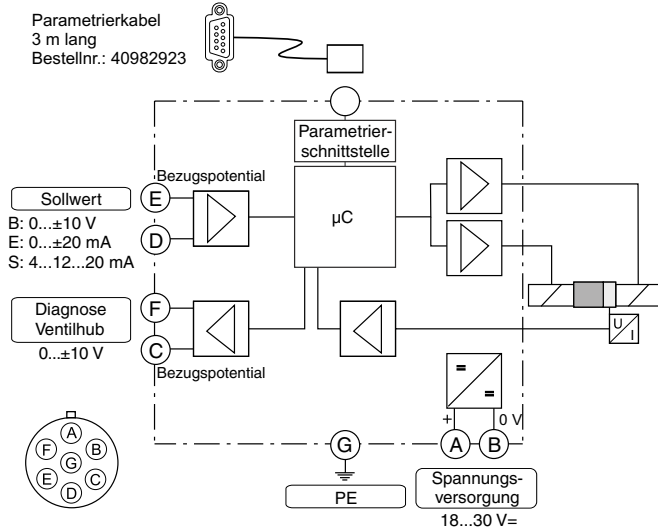 Parametrierkabel
3 m lang
Bestellnr.: 40982923
Parametrier-
schnittstelle
Bezugspotential
Sollwert
E
D
µC
B: 0...±10 V
E: 0...±20 mA
S: 4...12...20 mA
Diagnose
Ventilhub
0...±10 V
F
C
Bezugspotential
U
I
=
=
+
0 V
A
F
B
G
E
C
D
G
A
B
PE
Spannungs-
versorgung
18...30 V=